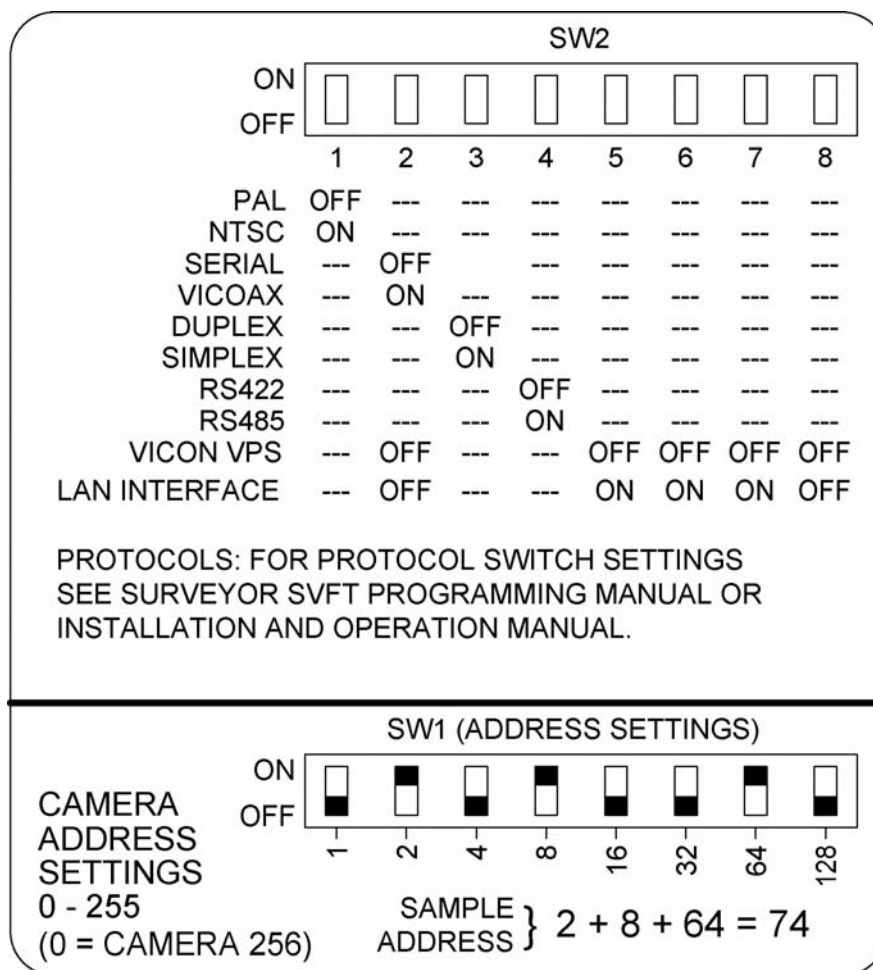 SW2
ON
OFF
1 2 3 4 5 6 7 8
PAL OFF --- --- --- --- --- --- ---
NTSC ON --- --- --- --- --- --- ---
SERIAL --- OFF --- --- --- --- ---
VICOAX --- ON --- --- --- --- --- ---
DUPLEX --- --- OFF --- --- --- --- ---
SIMPLEX --- --- ON --- --- --- --- ---
RS422 --- --- --- OFF --- --- --- ---
RS485 --- --- --- ON --- --- --- ---
VICON VPS --- OFF --- --- OFF OFF OFF OFF
LAN INTERFACE --- OFF --- --- ON ON ON OFF
PROTOCOLS: FOR PROTOCOL SWITCH SETTINGS
SEE SURVEYOR SVFT PROGRAMMING MANUAL OR
INSTALLATION AND OPERATION MANUAL.
SW1 (ADDRESS SETTINGS)
ON
OFF
1 2 4 8 16 32 64 128
CAMERA
ADDRESS
SETTINGS
0 - 255
(0 = CAMERA 256)
SAMPLE
ADDRESS } 2 + 8 + 64 = 74